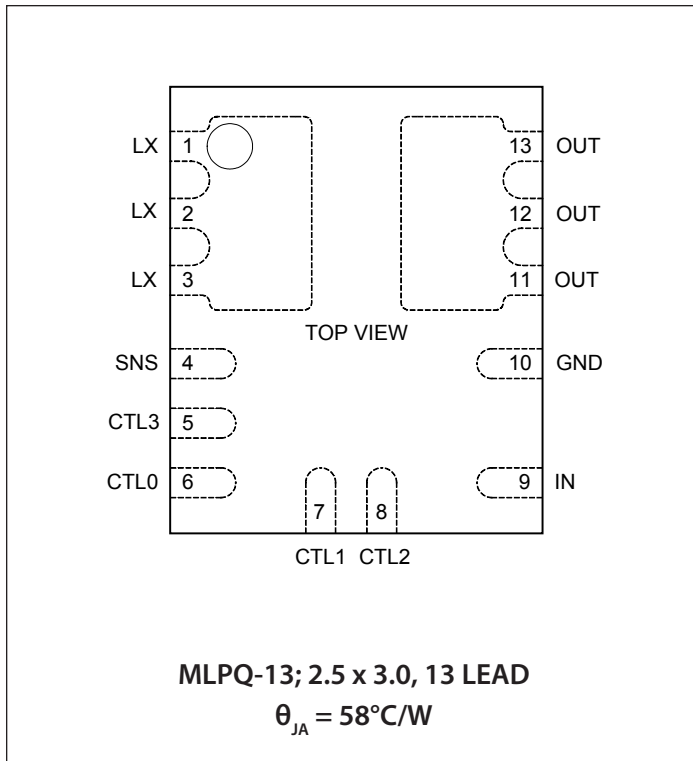 LX 1 13 OUT
LX 2 12 OUT
LX 3 11 OUT
TOP VIEW
SNS 4 10 GND
CTL3 5
CTL0 6 9 IN
7 8
CTL1 CTL2
MLPQ-13; 2.5 x 3.0, 13 LEAD
θJA = 58°C/W